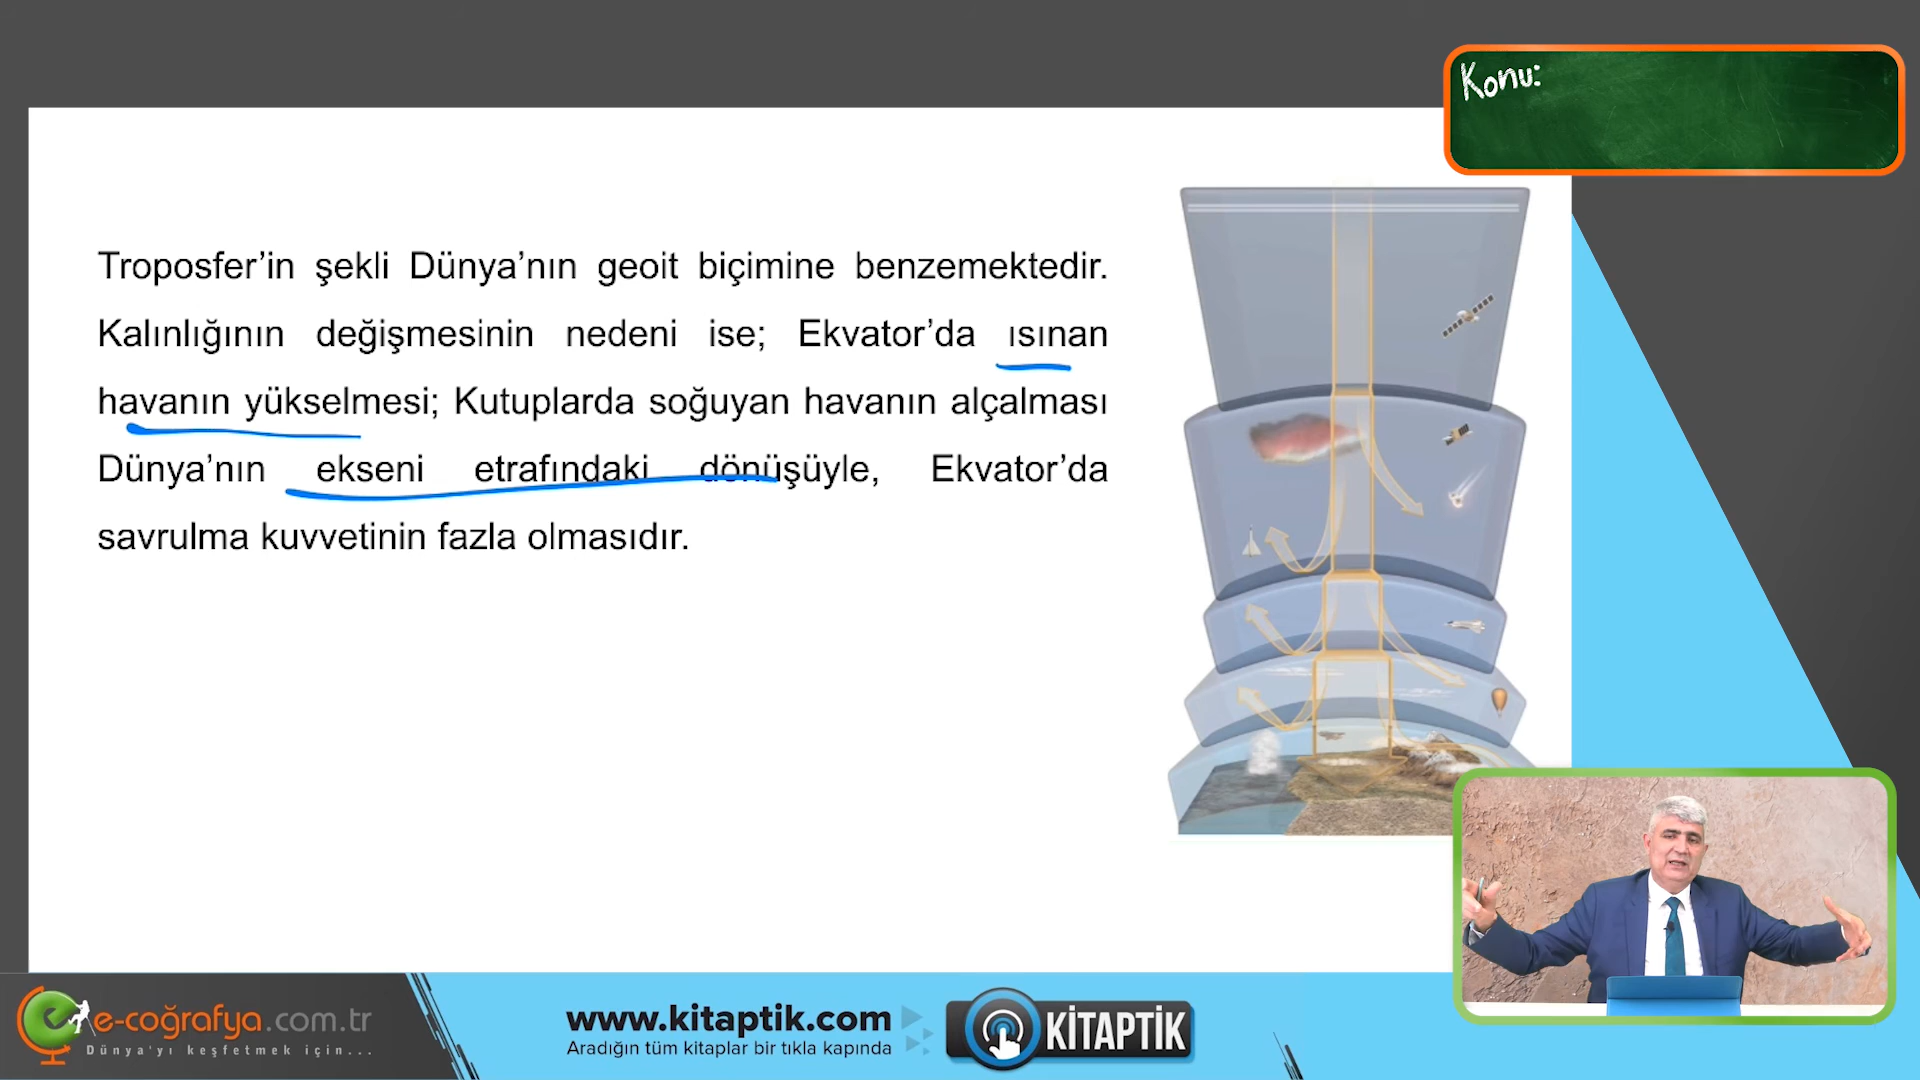 Konu:
Troposfer’in şekli Dünya’nın geoit biçimine benzemektedir.
Kalınlığının değişmesinin nedeni ise; Ekvator’da ısınan
havanın yükselmesi; Kutuplarda soğuyan havanın alçalması
Dünya’nın ekseni etrafındaki dönüşüyle, Ekvator’da
savrulma kuvvetinin fazla olmasıdır.
e-coğrafya.com.tr
Dünya'yı keşfetmek için...
www.kitaptik.com
Aradığın tüm kitaplar bir tıkla kapında
KİTAPTİK